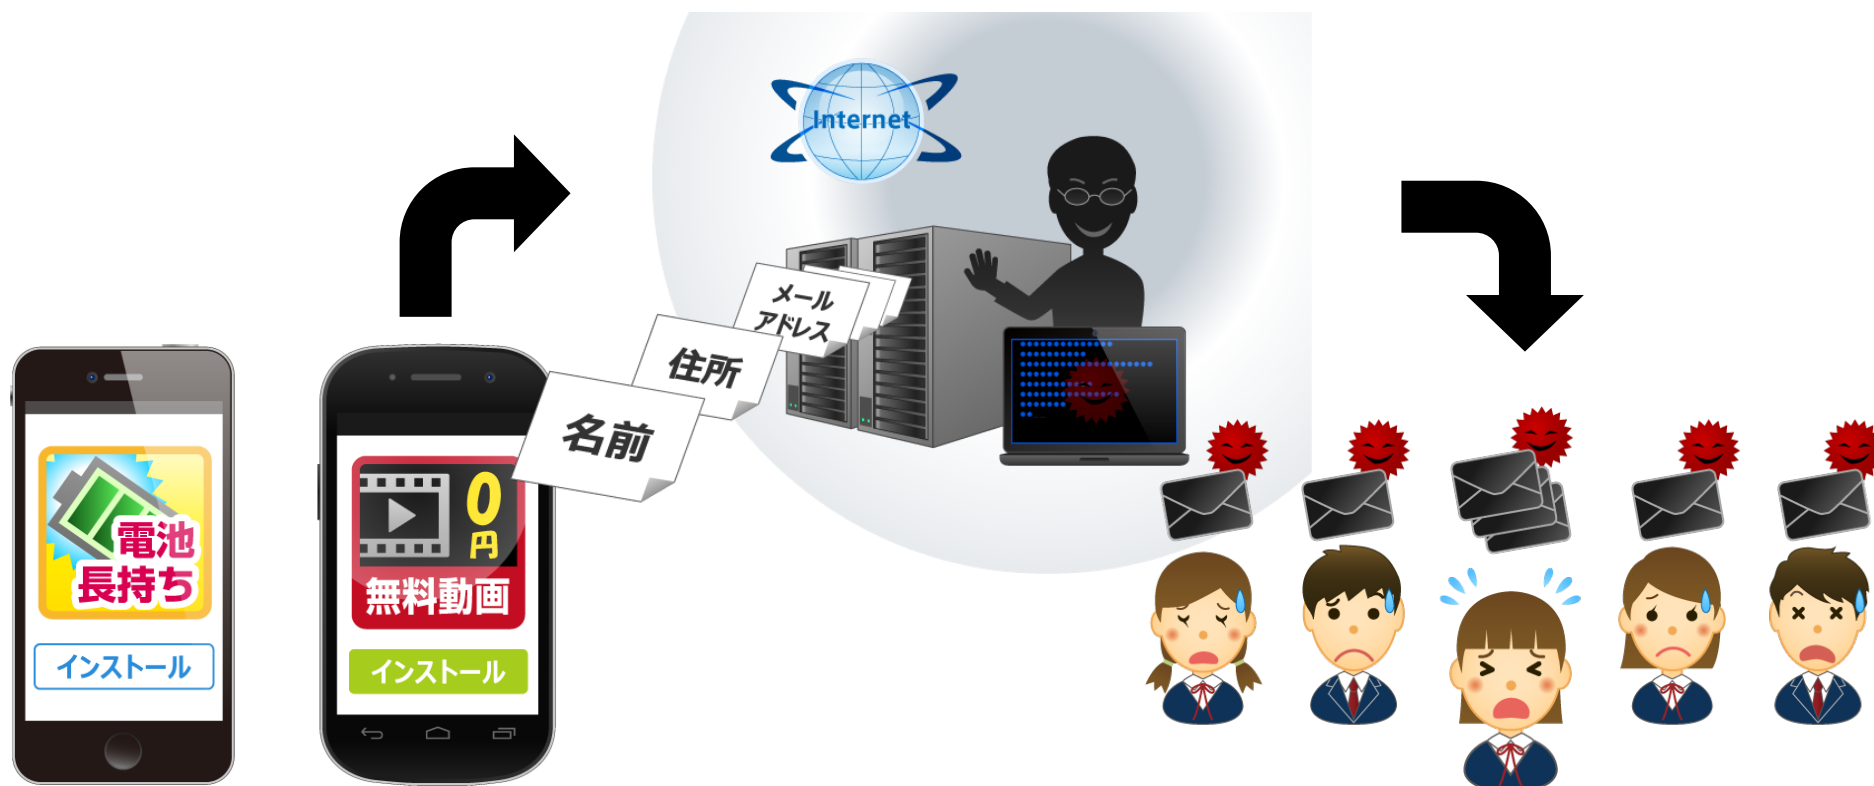 電池
長持ち
インストール
0
円
無料動画
インストール
名前
住所
メール
アドレス
Internet